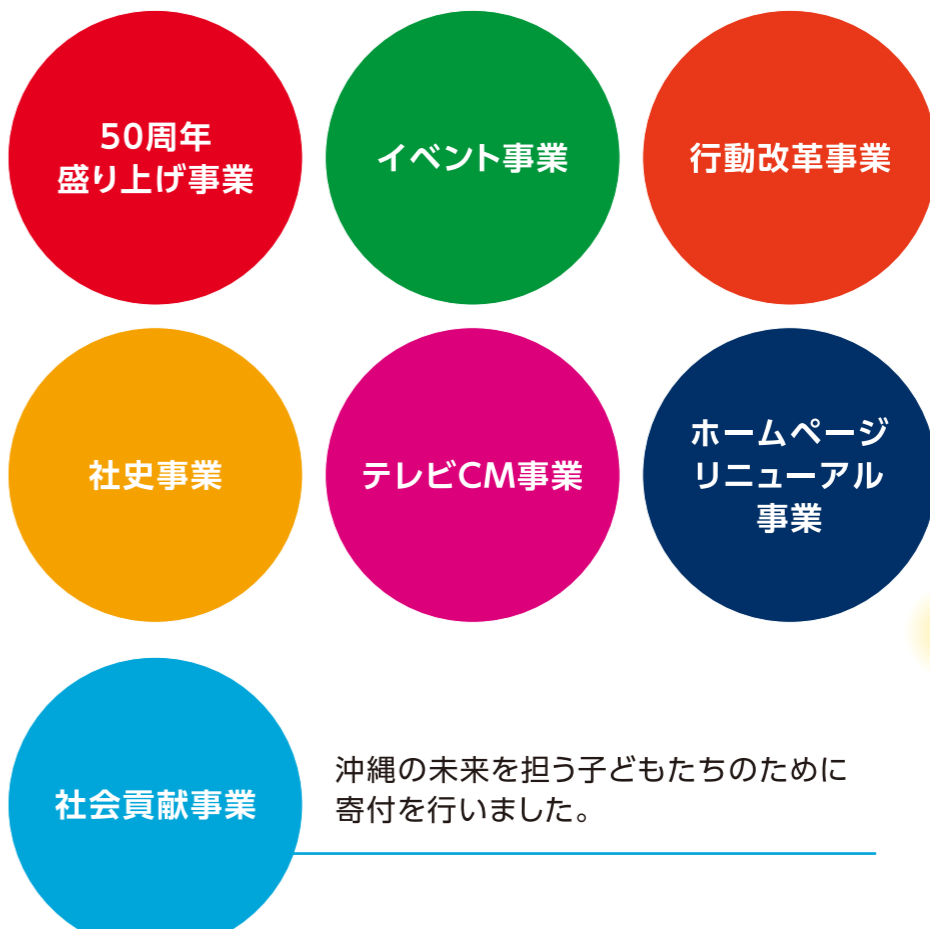 50周年
盛り上げ事業
イベント事業
行動改革事業
社史事業
テレビCM事業
ホームページ
リニューアル
事業
社会貢献事業
沖縄の未来を担う子どもたちのために
寄付を行いました。